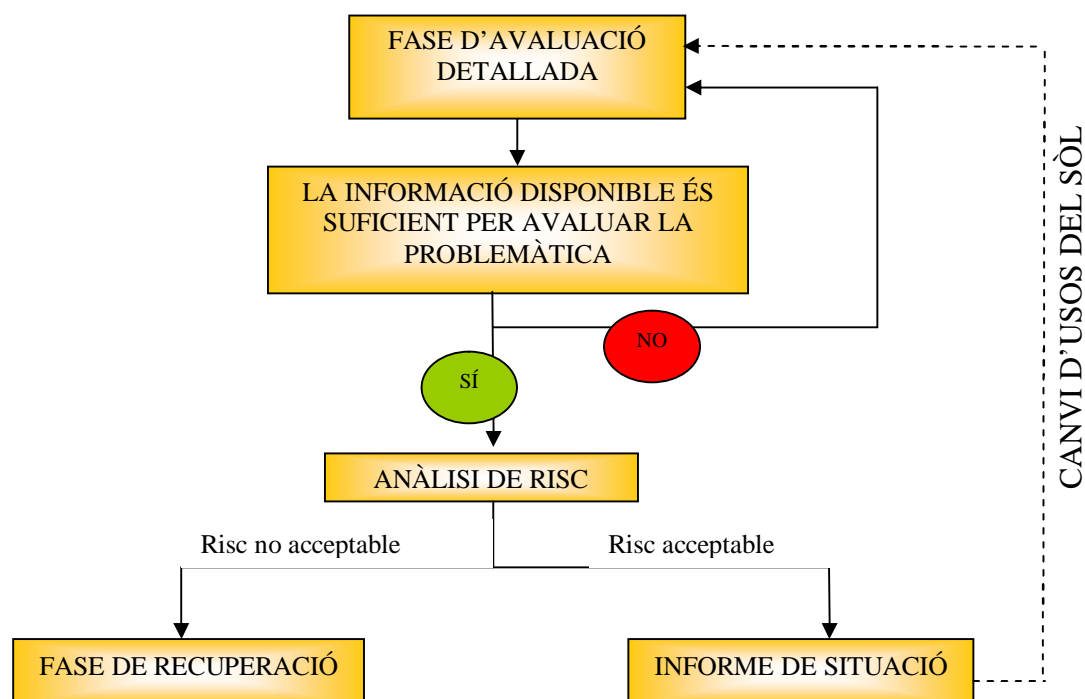 FASE D'AVALUACIÓ
DETALLADA
LA INFORMACIÓ DISPONIBLE ÉS
SUFICIENT PER AVALUAR LA
PROBLEMÀTICA
NO
SÍ
ANÀLISI DE RISC
Risc no acceptable
Risc acceptable
FASE DE RECUPERACIÓ
INFORME DE SITUACIÓ
CANVI D'USOS DEL SÒL